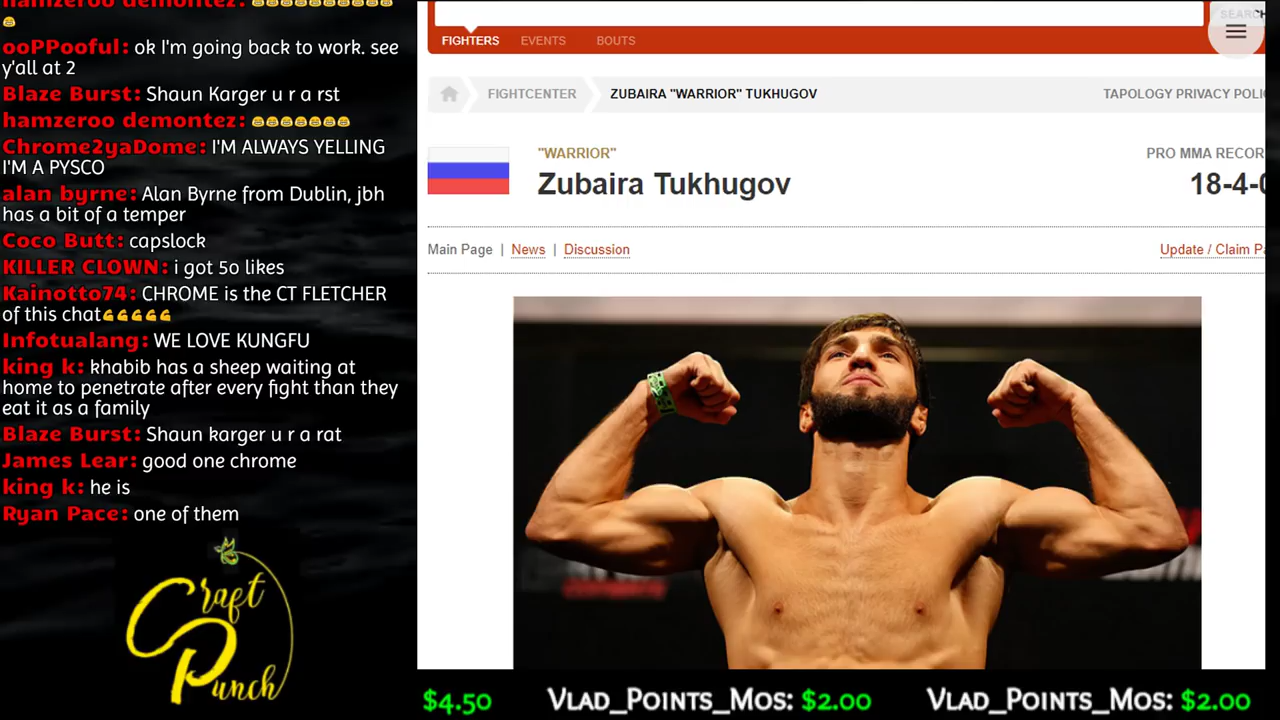 hamzeroo demontez: 😂😂😂😂😂😂😂😂😂😂
😂
ooPPooful: ok I'm going back to work. see
y'all at 2
Blaze Burst: Shaun Karger u r a rst
hamzeroo demontez: 😂😂😂😂😂😂😂
Chrome2yaDome: I'M ALWAYS YELLING
I'M A PYSCO
alan byrne: Alan Byrne from Dublin, jbh
has a bit of a temper
Coco Butt: capslock
KILLER CLOWN: i got 5o likes
Kainotto74: CHROME is the CT FLETCHER
of this chat💪💪💪💪💪
Infotualang: WE LOVE KUNGFU
king k: khabib has a sheep waiting at
home to penetrate after every fight than they
eat it as a family
Blaze Burst: Shaun karger u r a rat
James Lear: good one chrome
king k: he is
Ryan Pace: one of them
Craft
Punch
SEARCH
FIGHTERS EVENTS BOUTS
FIGHTCENTER ZUBAIRA "WARRIOR" TUKHUGOV TAPOLOGY PRIVACY POLI
"WARRIOR" PRO MMA RECOR
Zubaira Tukhugov 18-4-0
Main Page | News | Discussion Update / Claim Pa
$4.50 Vlad_Points_Mos: $2.00 Vlad_Points_Mos: $2.00